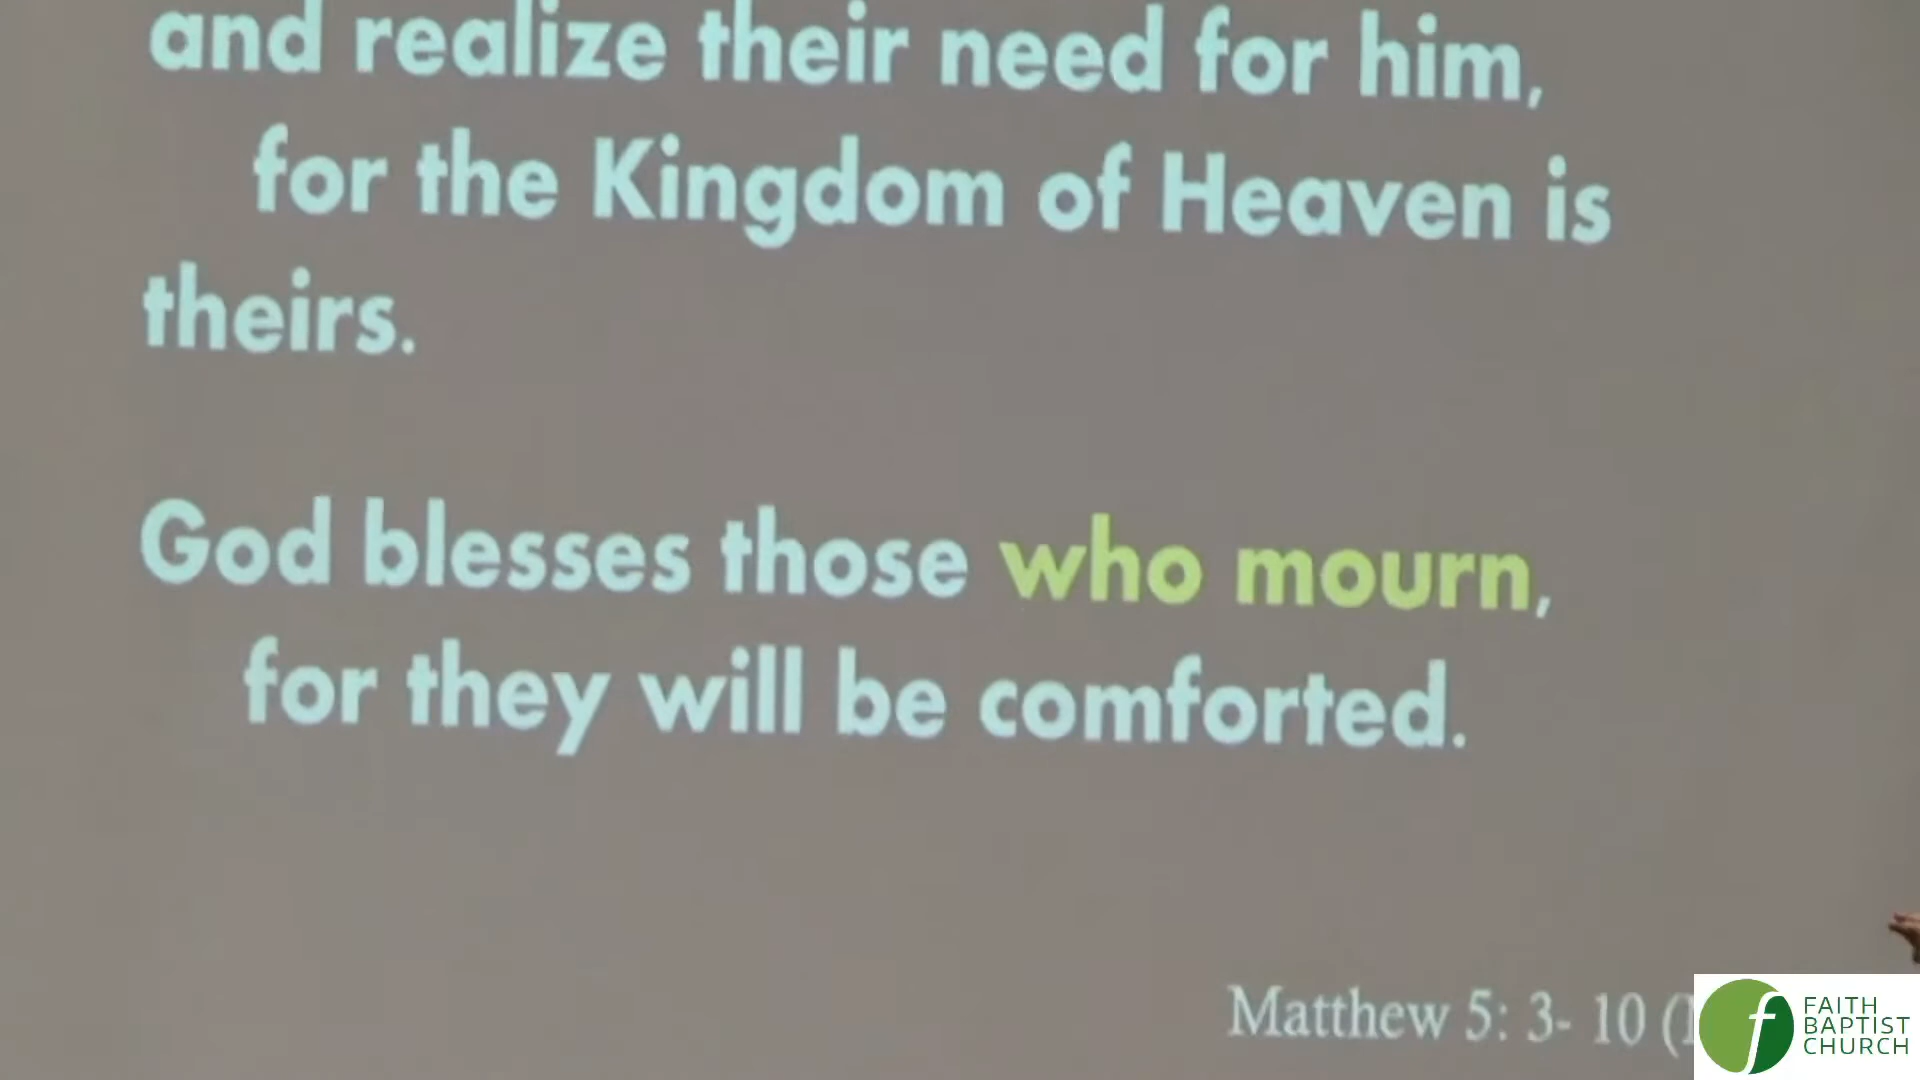 and realize their need for him,
for the Kingdom of Heaven is
theirs.
God blesses those who mourn,
for they will be comforted.
Matthew 5: 3- 10 (
FAITH
BAPTIST
CHURCH